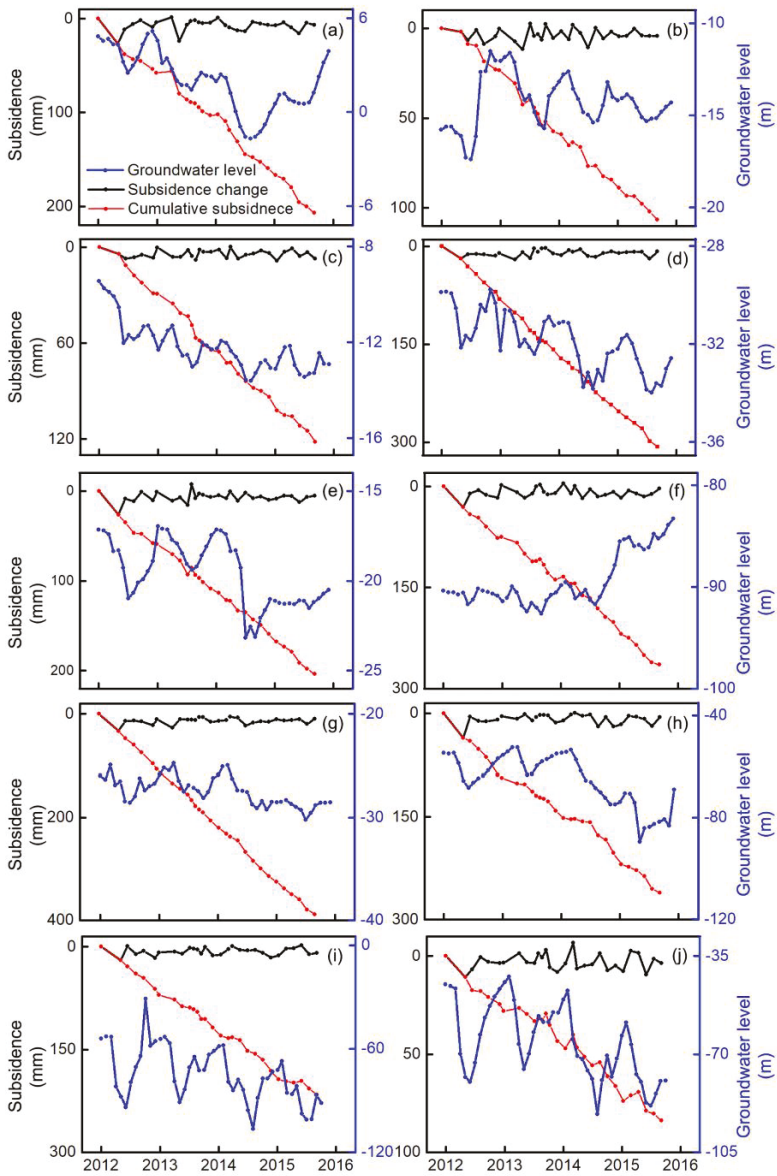 0
100
200
Subsidence
(mm)
6
0
-6
(a)
Groundwater level
Subsidence change
Cumulative subsidnece
0
50
100
-10
-15
-20
Groundwater level
(m)
(b)
0
60
120
Subsidence
(mm)
-8
-12
-16
(c)
0
150
300
-28
-32
-36
Groundwater level
(m)
(d)
0
100
200
Subsidence
(mm)
-15
-20
-25
(e)
0
150
300
-80
-90
-100
Groundwater level
(m)
(f)
0
200
400
Subsidence
(mm)
-20
-30
-40
(g)
0
150
300
-40
-80
-120
Groundwater level
(m)
(h)
0
150
300
Subsidence
(mm)
0
-60
-120
(i)
2012 2013 2014 2015 2016
0
50
100
-35
-70
-105
Groundwater level
(m)
(j)
2012 2013 2014 2015 2016